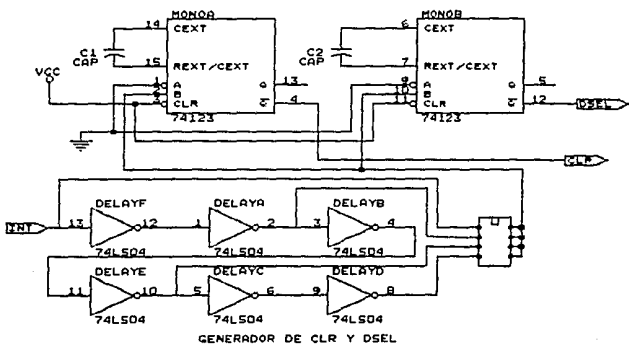 MONOA
14 CEXT
C1
CAP
15 REXT/CEXT
VCC
1 A
2 B
3 CLR
Q 13
Q 4
74123
MONOB
6 CEXT
C2
CAP
7 REXT/CEXT
9 A
10 B
11 CLR
Q 5
Q 12
74123
DSEL
CLR
INT
DELAYF
13 12
74LS04
DELAYA
1 2
74LS04
DELAYB
3 4
74LS04
DELAYE
11 10
74LS04
DELAYC
5 6
74LS04
DELAYD
9 8
74LS04
GENERADOR DE CLR Y DSEL